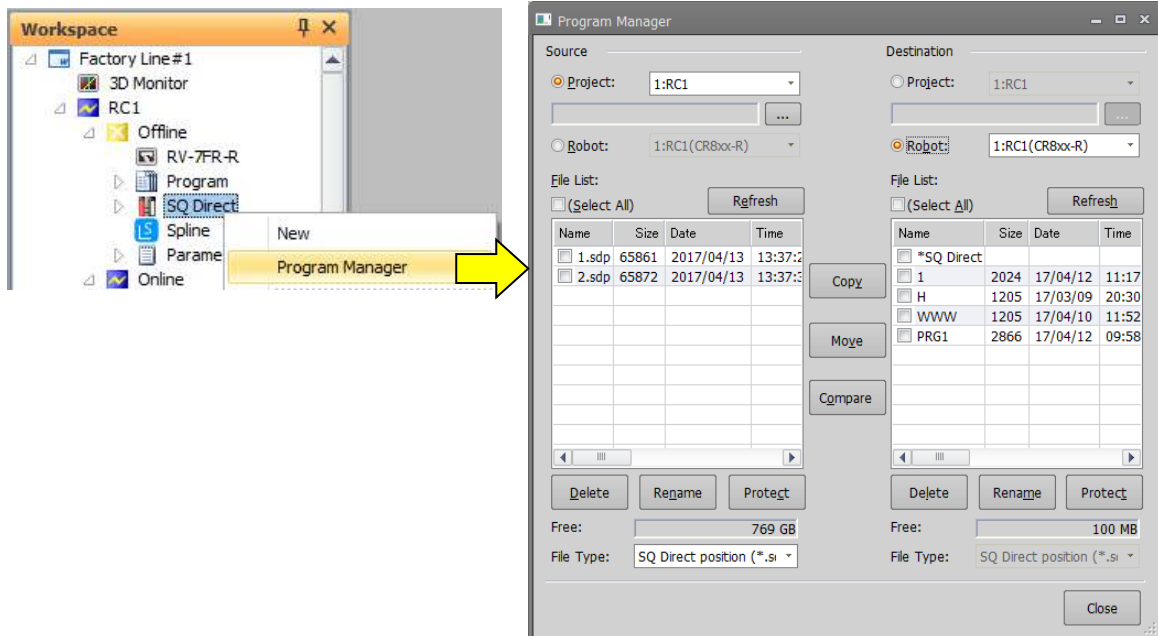 Workspace
Factory Line#1
3D Monitor
RC1
Offline
RV-7FR-R
Program
SQ Direct
Spline
Parame
Online
New
Program Manager
Program Manager
Source
Project: 1:RC1
...
Robot: 1:RC1(CR8xx-R)
File List:
(Select All) Refresh
Name Size Date Time
1.sdp 65861 2017/04/13 13:37:2
2.sdp 65872 2017/04/13 13:37:3
Delete Rename Protect
Free: 769 GB
File Type: SQ Direct position (*.s
Copy
Move
Compare
Destination
Project: 1:RC1
...
Robot: 1:RC1(CR8xx-R)
File List:
(Select All) Refresh
Name Size Date Time
*SQ Direct
1 2024 17/04/12 11:17
H 1205 17/03/09 20:30
WWW 1205 17/04/10 11:52
PRG1 2866 17/04/12 09:58
Delete Rename Protect
Free: 100 MB
File Type: SQ Direct position (*.s
Close